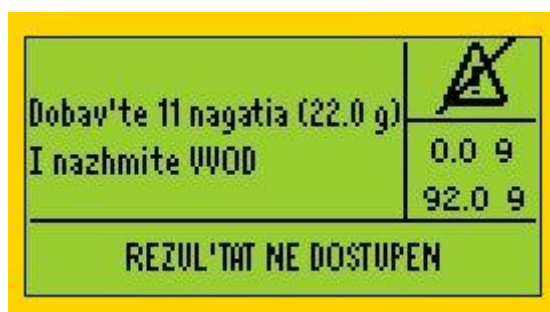 Dobav'te 11 nagatia (22.0 g)
I nazhmite VVOD
0.0 g
92.0 g
REZUL'TAT NE DOSTUPEN